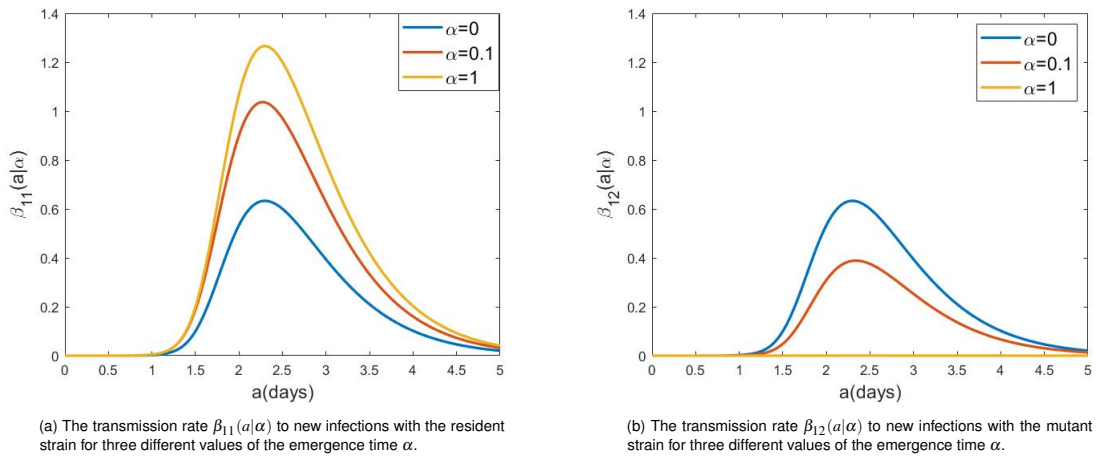 1.4
1.2
1
0.8
0.6
0.4
0.2
0
β₁₁(a|α)
α=0
α=0.1
α=1
0 0.5 1 1.5 2 2.5 3 3.5 4 4.5 5
a(days)
(a) The transmission rate β₁₁(a|α) to new infections with the resident
strain for three different values of the emergence time α.
1.4
1.2
1
0.8
0.6
0.4
0.2
0
β₁₂(a|α)
α=0
α=0.1
α=1
0 0.5 1 1.5 2 2.5 3 3.5 4 4.5 5
a(days)
(b) The transmission rate β₁₂(a|α) to new infections with the mutant
strain for three different values of the emergence time α.